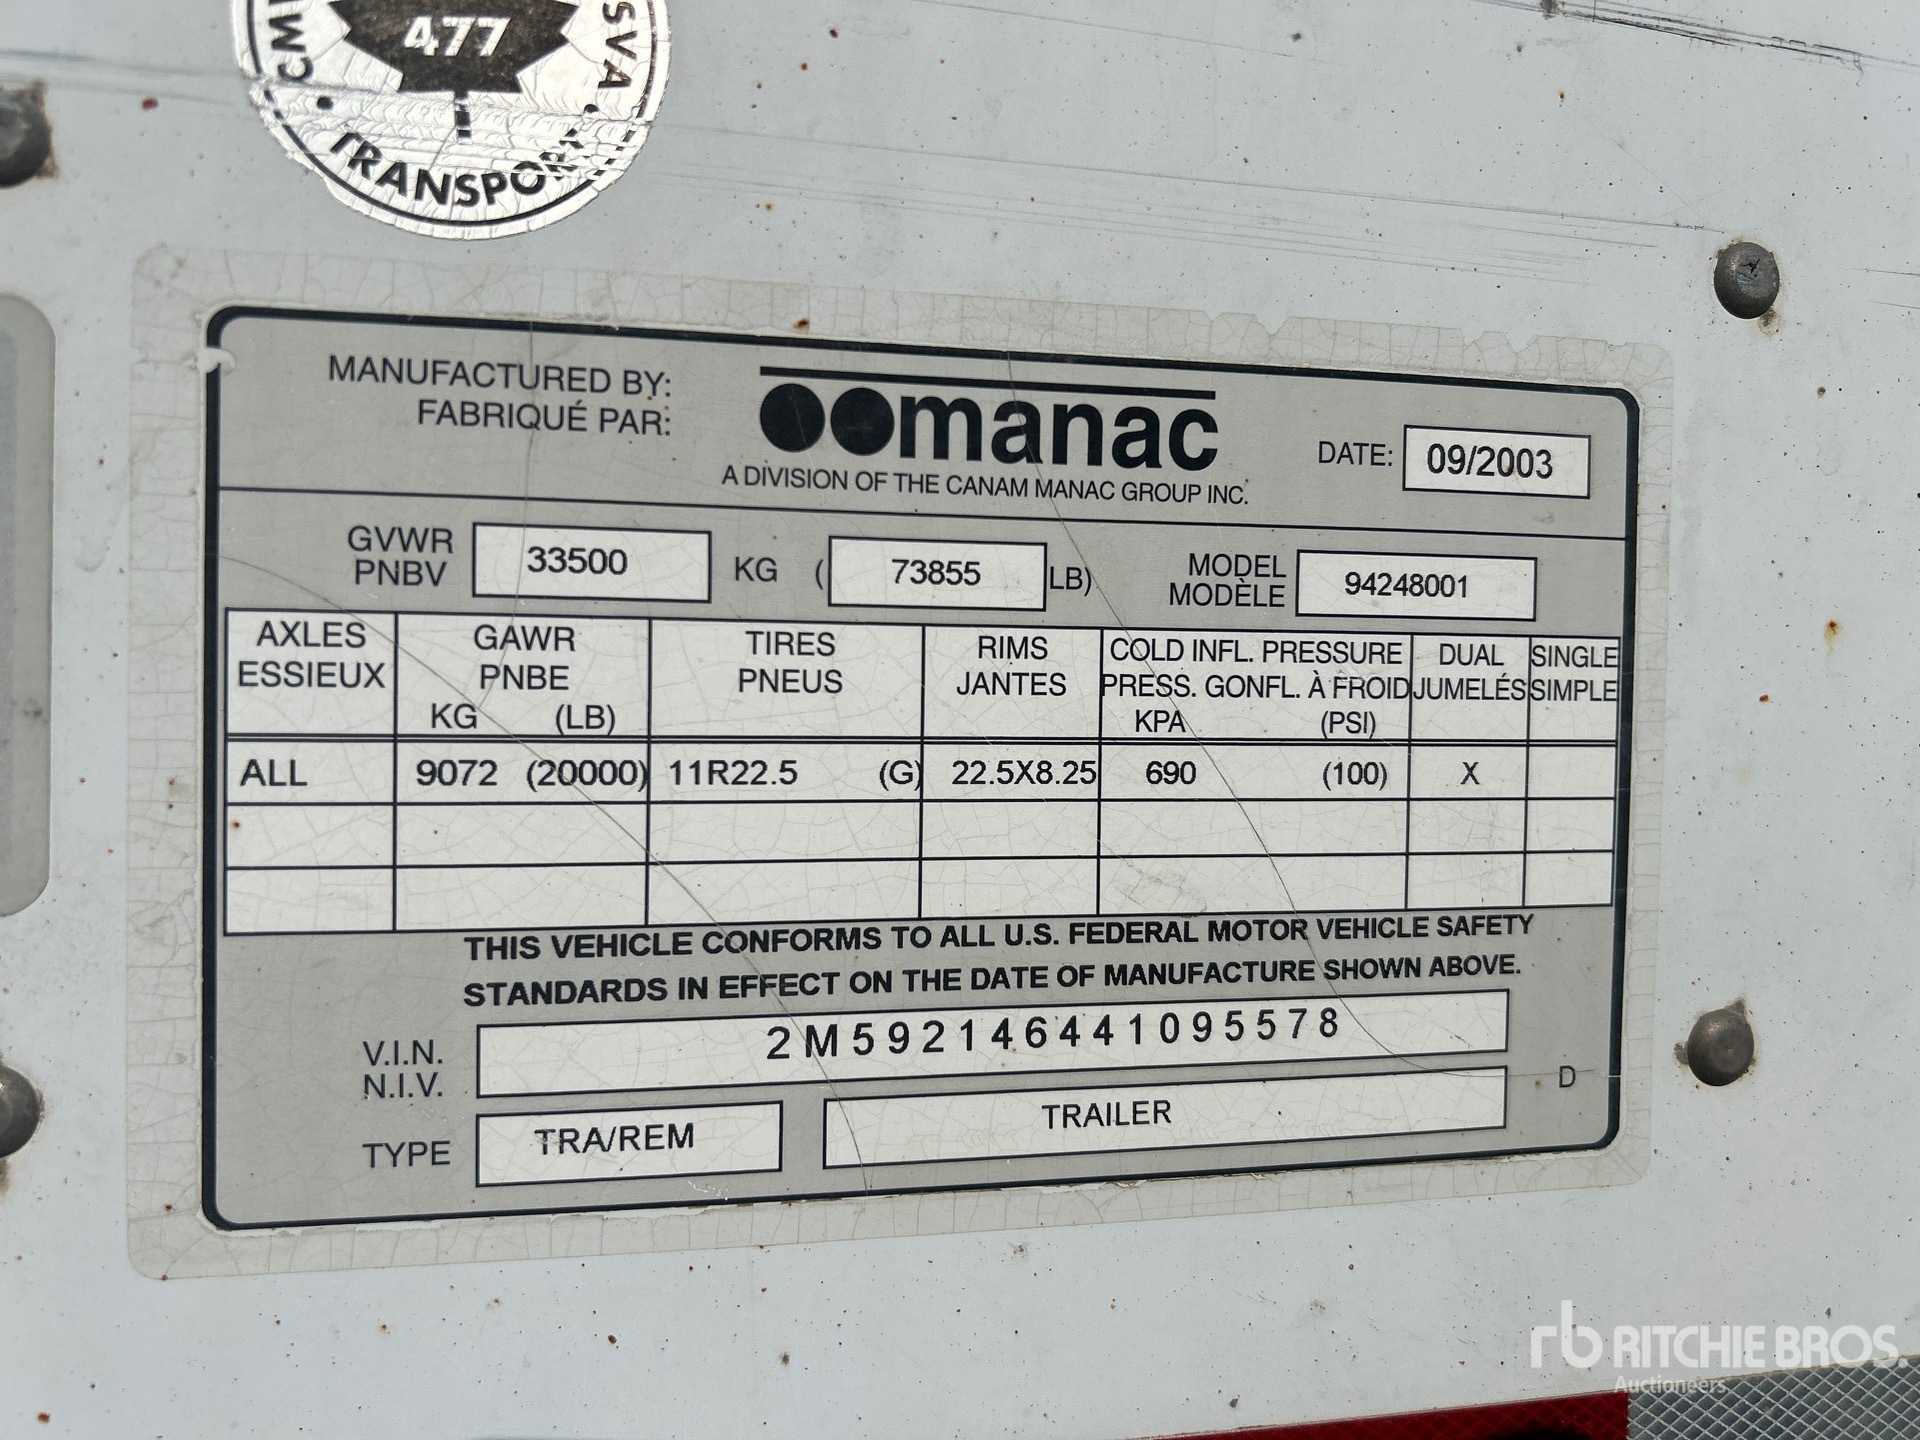 477
SVA
TRANSPORT
MANUFACTURED BY:
FABRIQUÉ PAR:
manac
A DIVISION OF THE CANAM MANAC GROUP INC.
DATE: 09/2003
GVWR
PNBV
33500 KG ( 73855 LB)
MODEL
MODÈLE
94248001
AXLES
ESSIEUX
GAWR
PNBE
KG (LB)
TIRES
PNEUS
RIMS
JANTES
COLD INFL. PRESSURE
PRESS. GONFL. À FROID
KPA (PSI)
DUAL
JUMELÉS
SINGLE
SIMPLE
ALL 9072 (20000) 11R22.5 (G) 22.5X8.25 690 (100) X
THIS VEHICLE CONFORMS TO ALL U.S. FEDERAL MOTOR VEHICLE SAFETY
STANDARDS IN EFFECT ON THE DATE OF MANUFACTURE SHOWN ABOVE.
V.I.N.
N.I.V.
2M592146441095578
D
TYPE TRA/REM TRAILER
rb RITCHIE BROS.
Auctioneers